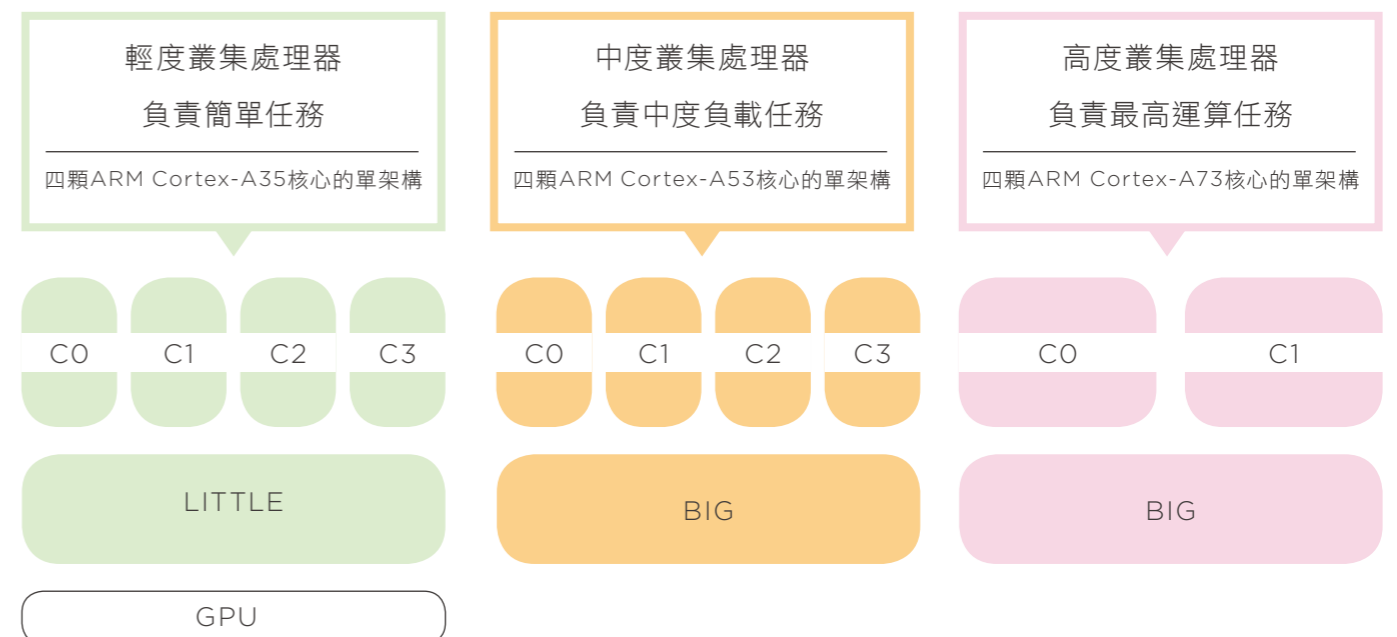 輕度叢集處理器
負責簡單任務
四顆ARM Cortex-A35核心的單架構
中度叢集處理器
負責中度負載任務
四顆ARM Cortex-A53核心的單架構
高度叢集處理器
負責最高運算任務
四顆ARM Cortex-A73核心的單架構
C0 C1 C2 C3
C0 C1 C2 C3
C0 C1
LITTLE
BIG
BIG
GPU